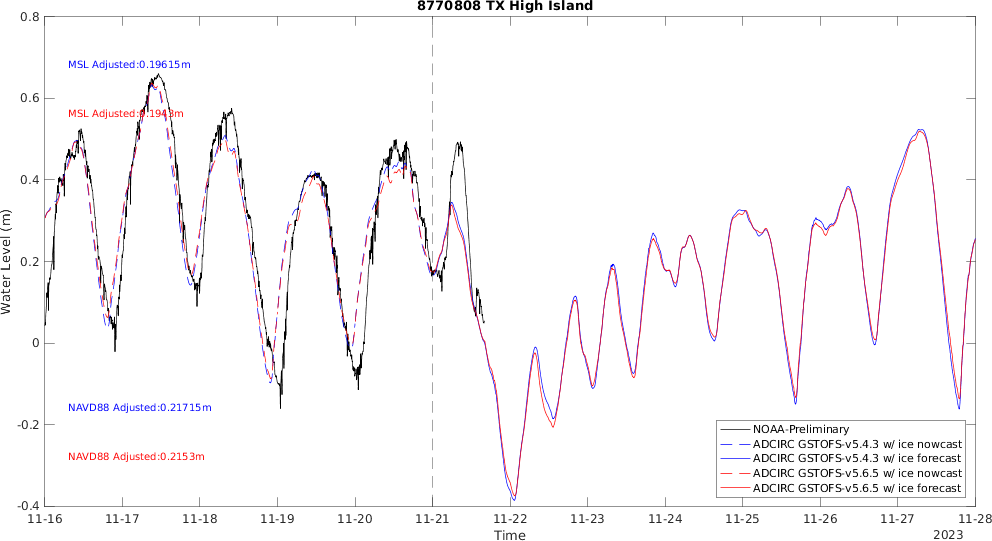 8770808 TX High Island
0.8
0.6
0.4
0.2
0
-0.2
-0.4
Water Level (m)
MSL Adjusted:0.19615m
MSL Adjusted:0.1943m
NAVD88 Adjusted:0.21715m
NAVD88 Adjusted:0.2153m
NOAA-Preliminary
ADCIRC GSTOFS-v5.4.3 w/ ice nowcast
ADCIRC GSTOFS-v5.4.3 w/ ice forecast
ADCIRC GSTOFS-v5.6.5 w/ ice nowcast
ADCIRC GSTOFS-v5.6.5 w/ ice forecast
11-16 11-17 11-18 11-19 11-20 11-21 11-22 11-23 11-24 11-25 11-26 11-27 11-28
Time
2023